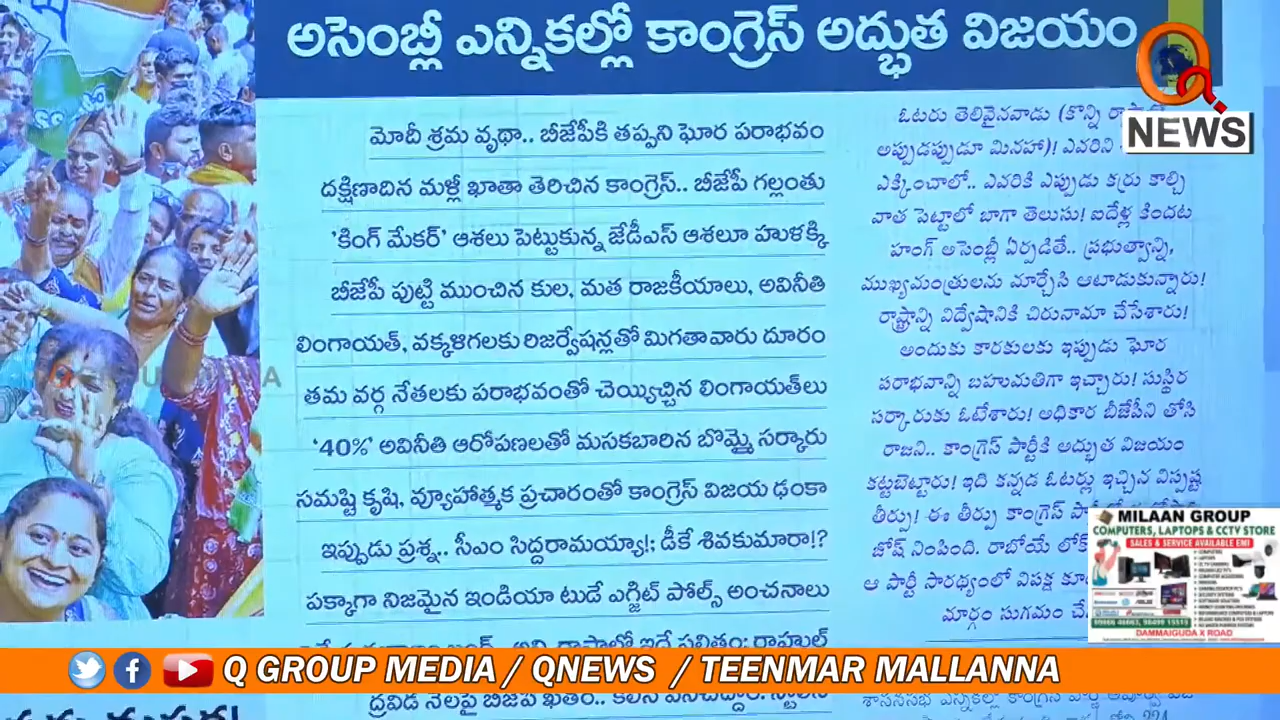 అసెంబ్లీ ఎన్నికల్లో కాంగ్రెస్ అద్భుత విజయం
మోదీ శ్రమ వృథా.. బీజేపీకి తప్పని ఘోర పరాభవం
దక్షిణాదిన మళ్లీ ఖాతా తెరిచిన కాంగ్రెస్.. బీజేపీ గల్లంతు
'కింగ్ మేకర్' ఆశలు పెట్టుకున్న జేడీఎస్ ఆశలూ హుళక్కి
బీజేపీ పుట్టి ముంచిన కుల, మత రాజకీయాలు, అవినీతి
లింగాయత్, వక్కళిగలకు రిజర్వేషన్లతో మిగతావారు దూరం
తమ వర్గ నేతలకు పరాభవంతో చెయ్యిచ్చిన లింగాయత్‌లు
'40%' అవినీతి ఆరోపణలతో మసకబారిన బొమ్మై సర్కారు
సమష్టి కృషి, వ్యూహాత్మక ప్రచారంతో కాంగ్రెస్ విజయ ఢంకా
ఇప్పుడు ప్రశ్న.. సీఎం సిద్దరామయ్యా!; డీకే శివకుమారా!?
పక్కాగా నిజమైన ఇండియా టుడే ఎగ్జిట్ పోల్స్ అంచనాలు
ద్రవిడ నేలపై బీజేపీ ఖతం..
ఓటరు తెలివైనవాడు (కొన్ని
అప్పుడప్పుడూ మినహా)! ఎవరిని
ఎక్కించాలో.. ఎవరికి ఎప్పుడు కర్రు కాల్చి
వాత పెట్టాలో బాగా తెలుసు! ఐదేళ్ల కిందట
హంగ్ అసెంబ్లీ ఏర్పడితే.. ప్రభుత్వాన్ని,
ముఖ్యమంత్రులను మార్చేసి ఆటాడుకున్నారు!
రాష్ట్రాన్ని విద్వేషానికి చిరునామా చేసేశారు!
అందుకు కారకులకు ఇప్పుడు ఘోర
పరాభవాన్ని బహుమతిగా ఇచ్చారు! సుస్థిర
సర్కారుకు ఓటేశారు! అధికార బీజేపీని తోసి
రాజని.. కాంగ్రెస్ పార్టీకి అద్భుత విజయం
కట్టబెట్టారు! ఇది కన్నడ ఓటర్లు ఇచ్చిన విస్పష్ట
తీర్పు! ఈ తీర్పు కాంగ్రెస్
జోష్ నింపింది. రాబోయే
ఆ పార్టీ సారథ్యంలో విపక్ష
మార్గం సుగమం
Q NEWS
MILAAN GROUP
COMPUTERS, LAPTOPS & CCTV STORE
SALES & SERVICE AVAILABLE EMI
DAMMAIGUDA X ROAD
Q GROUP MEDIA / QNEWS / TEENMAR MALLANNA